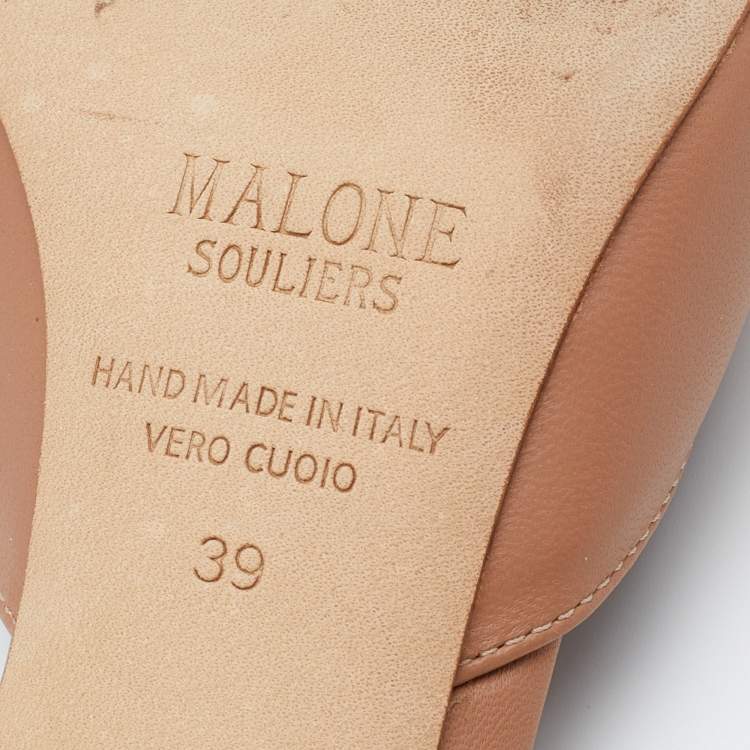 MALONE
SOULIERS
HAND MADE IN ITALY
VERO CUOIO
39